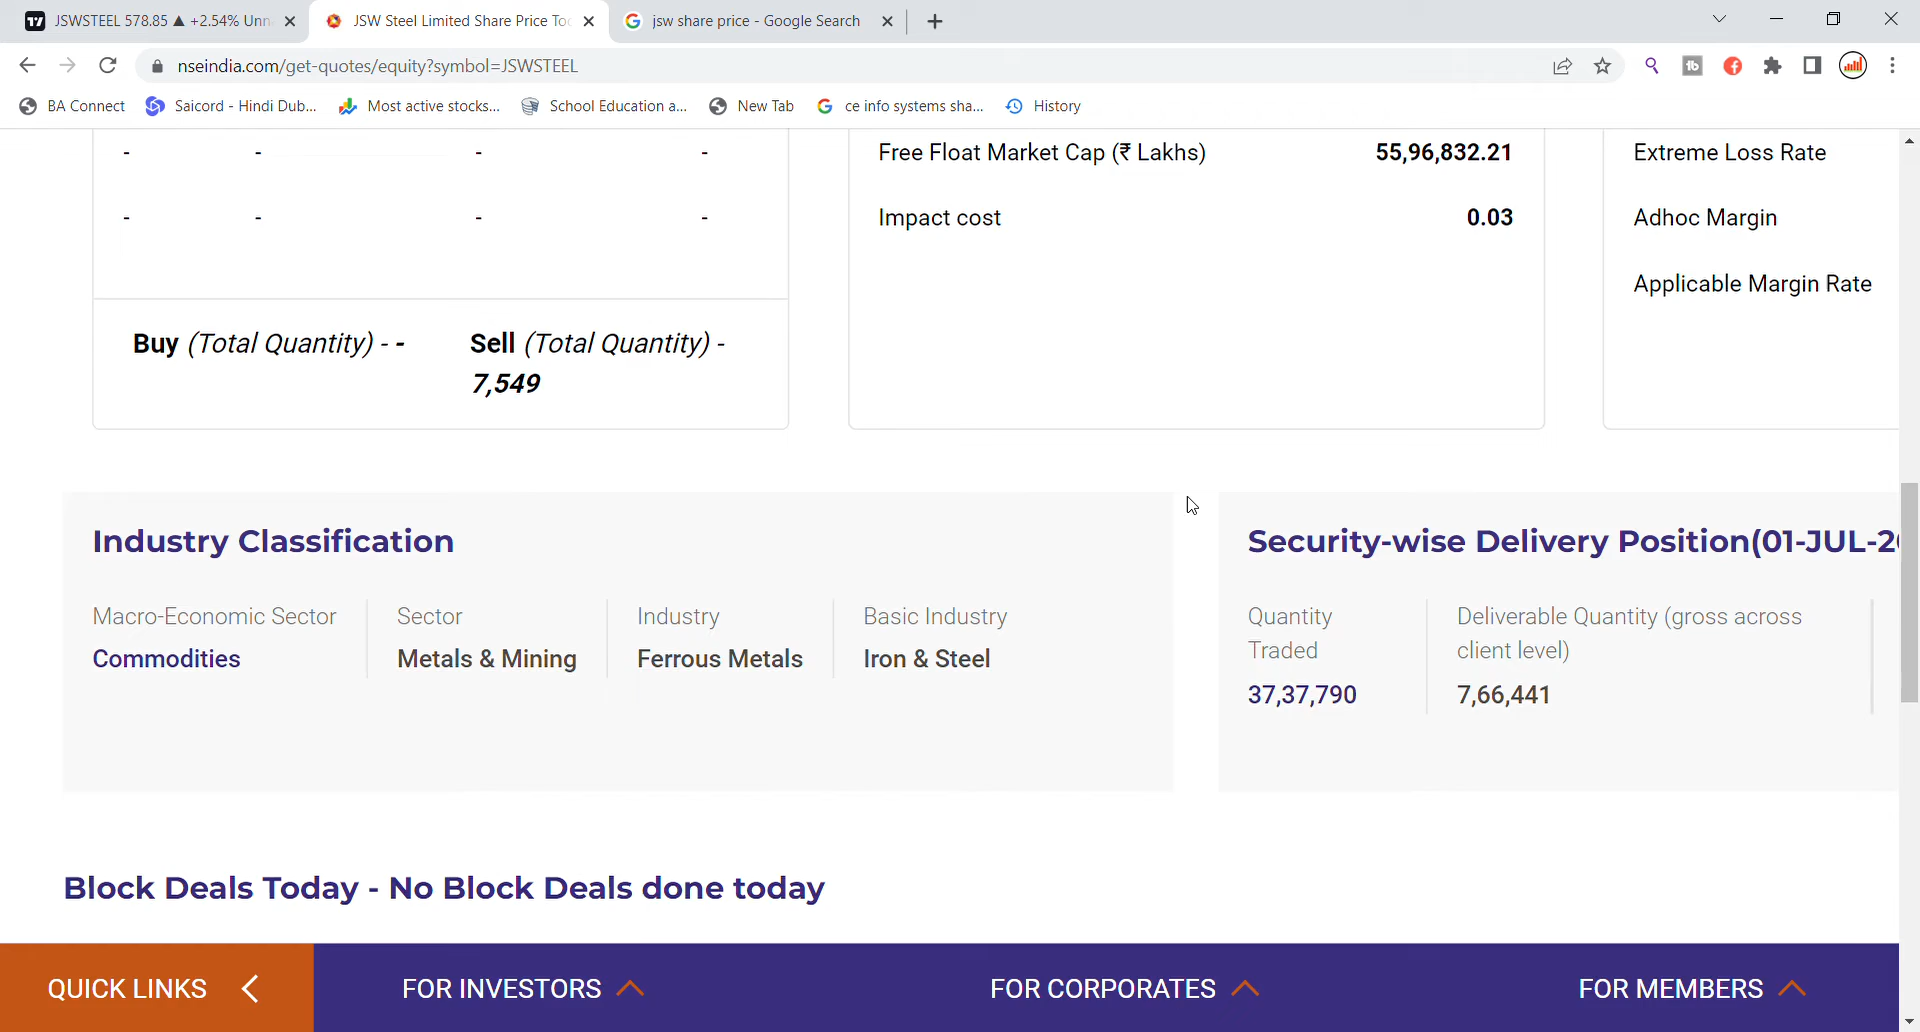 JSWSTEEL 578.85 ▲ +2.54% Unn
JSW Steel Limited Share Price To
jsw share price - Google Search
nseindia.com/get-quotes/equity?symbol=JSWSTEEL
BA Connect
Saicord - Hindi Dub...
Most active stocks...
School Education a...
New Tab
ce info systems sha...
History
- - - -
Free Float Market Cap (₹ Lakhs) 55,96,832.21
Extreme Loss Rate
- - - -
Impact cost 0.03
Adhoc Margin
Applicable Margin Rate
Buy (Total Quantity) - -
Sell (Total Quantity) -
7,549
Industry Classification
Macro-Economic Sector
Commodities
Sector
Metals & Mining
Industry
Ferrous Metals
Basic Industry
Iron & Steel
Security-wise Delivery Position(01-JUL-2
Quantity
Traded
37,37,790
Deliverable Quantity (gross across
client level)
7,66,441
Block Deals Today - No Block Deals done today
QUICK LINKS
FOR INVESTORS
FOR CORPORATES
FOR MEMBERS